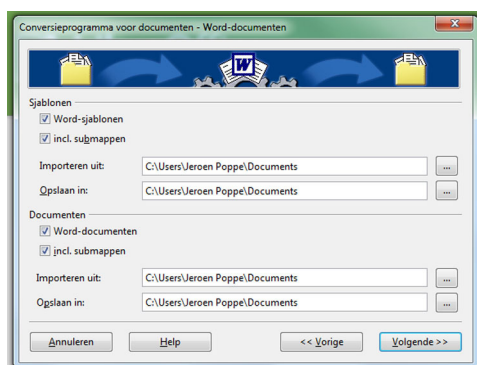 Conversieprogramma voor documenten - Word-documenten
W
Sjablonen
Word-sjablonen
incl. submappen
Importeren uit: C:\Users\Jeroen Poppe\Documents ...
Opslaan in: C:\Users\Jeroen Poppe\Documents ...
Documenten
Word-documenten
incl. submappen
Importeren uit: C:\Users\Jeroen Poppe\Documents ...
Opslaan in: C:\Users\Jeroen Poppe\Documents ...
Annuleren Help << Vorige Volgende >>